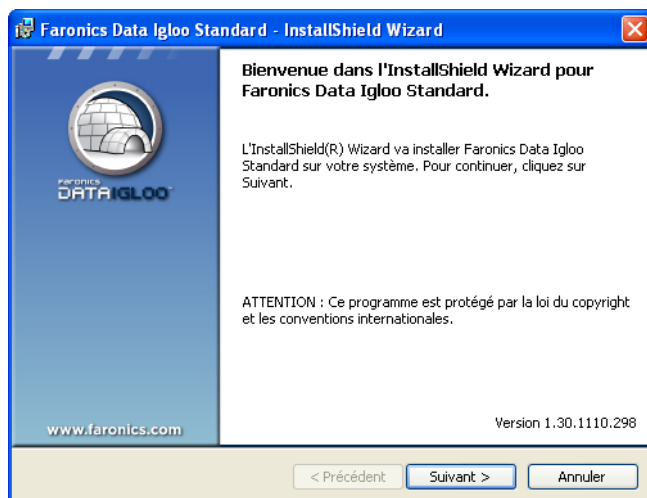 Faronics Data Igloo Standard - InstallShield Wizard
Bienvenue dans l'InstallShield Wizard pour
Faronics Data Igloo Standard.
L'InstallShield(R) Wizard va installer Faronics Data Igloo
Standard sur votre système. Pour continuer, cliquez sur
Suivant.
FARONICS
DATAIGLOO
ATTENTION : Ce programme est protégé par la loi du copyright
et les conventions internationales.
www.faronics.com
Version 1.30.1110.298
< Précédent
Suivant >
Annuler